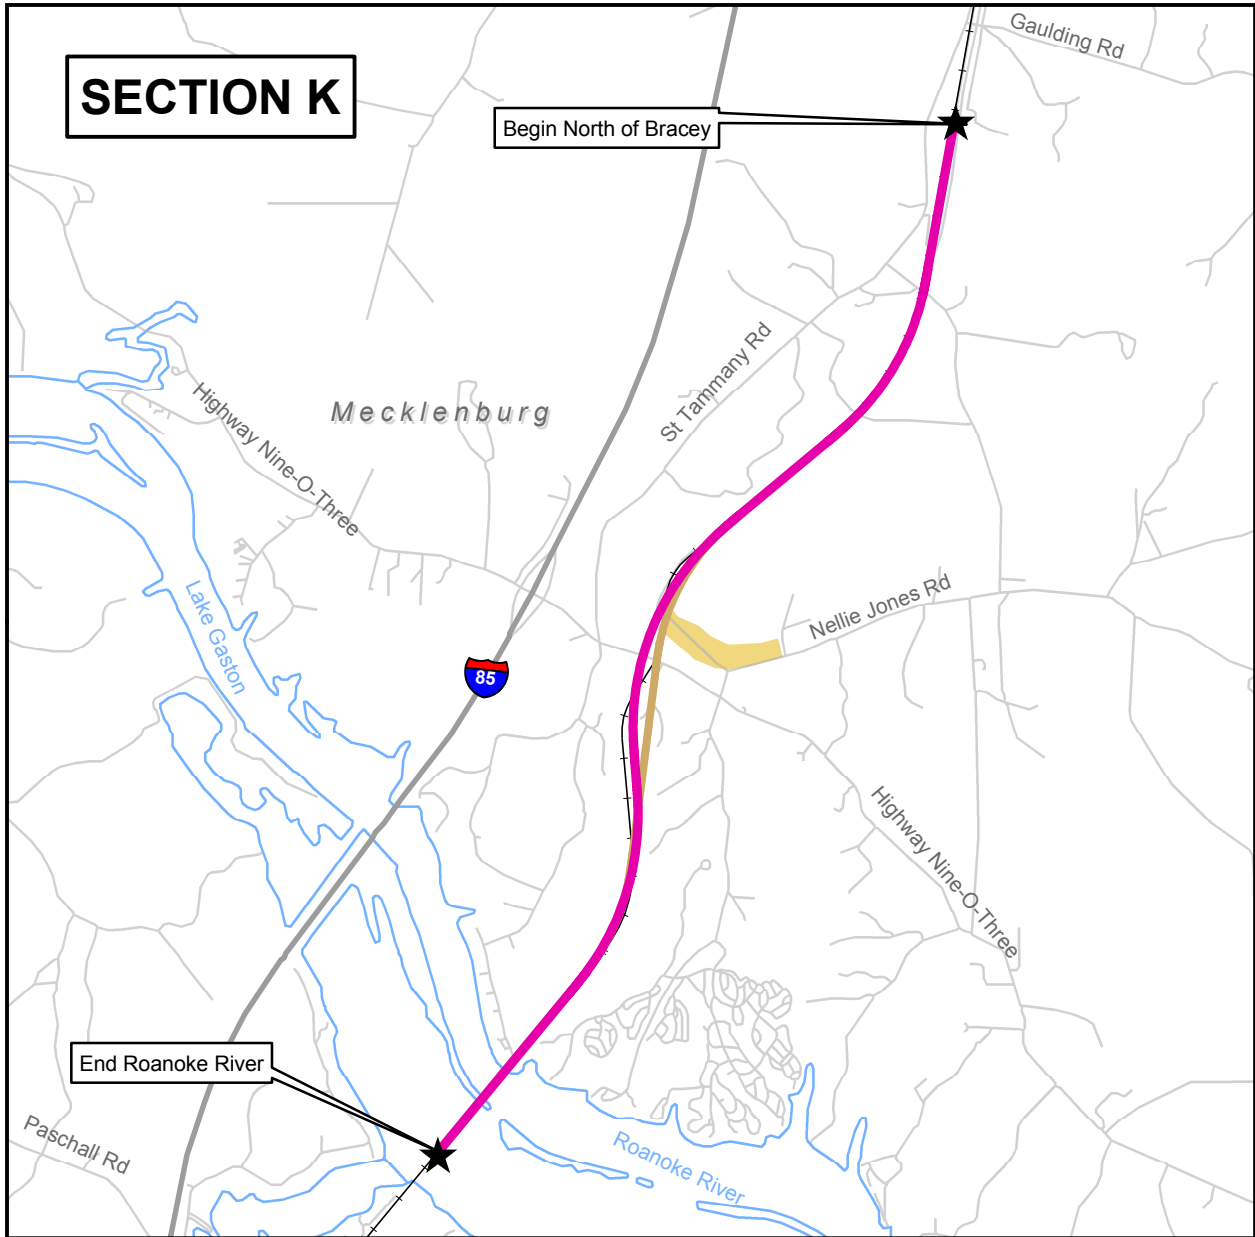 Gaulding Rd
SECTION K
Begin North of Bracey
St Tammany Rd
Highway Nine-O-Three
Mecklenburg
Lake Gaston
Nellie Jones Rd
85
Highway Nine-O-Three
End Roanoke River
Paschall Rd
Roanoke River